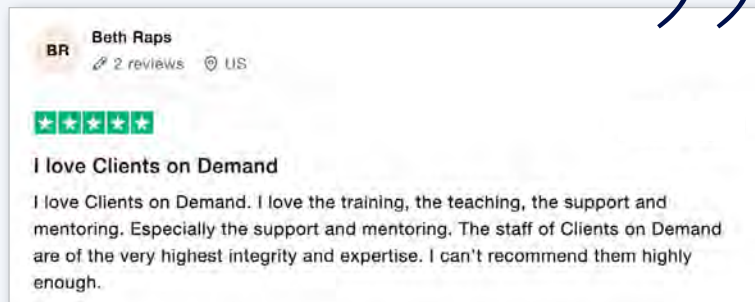 BR
Beth Raps
2 reviews US
I love Clients on Demand
I love Clients on Demand. I love the training, the teaching, the support and
mentoring. Especially the support and mentoring. The staff of Clients on Demand
are of the very highest integrity and expertise. I can't recommend them highly
enough.